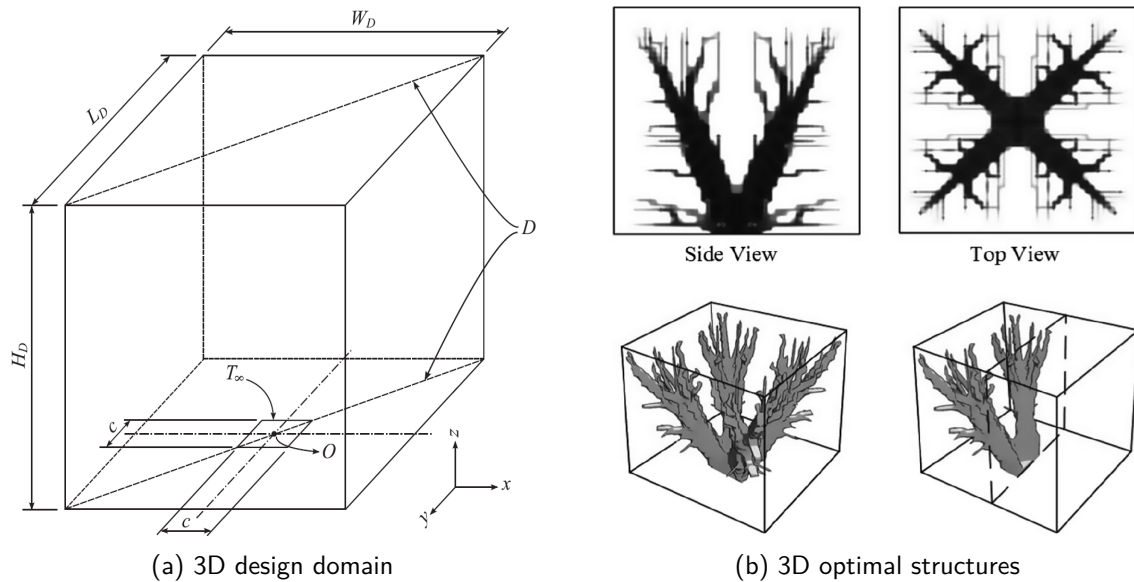 W_D
L_D
D
H_D
T_∞
c
O
z
x
y
c
(a) 3D design domain
Side View
Top View
(b) 3D optimal structures